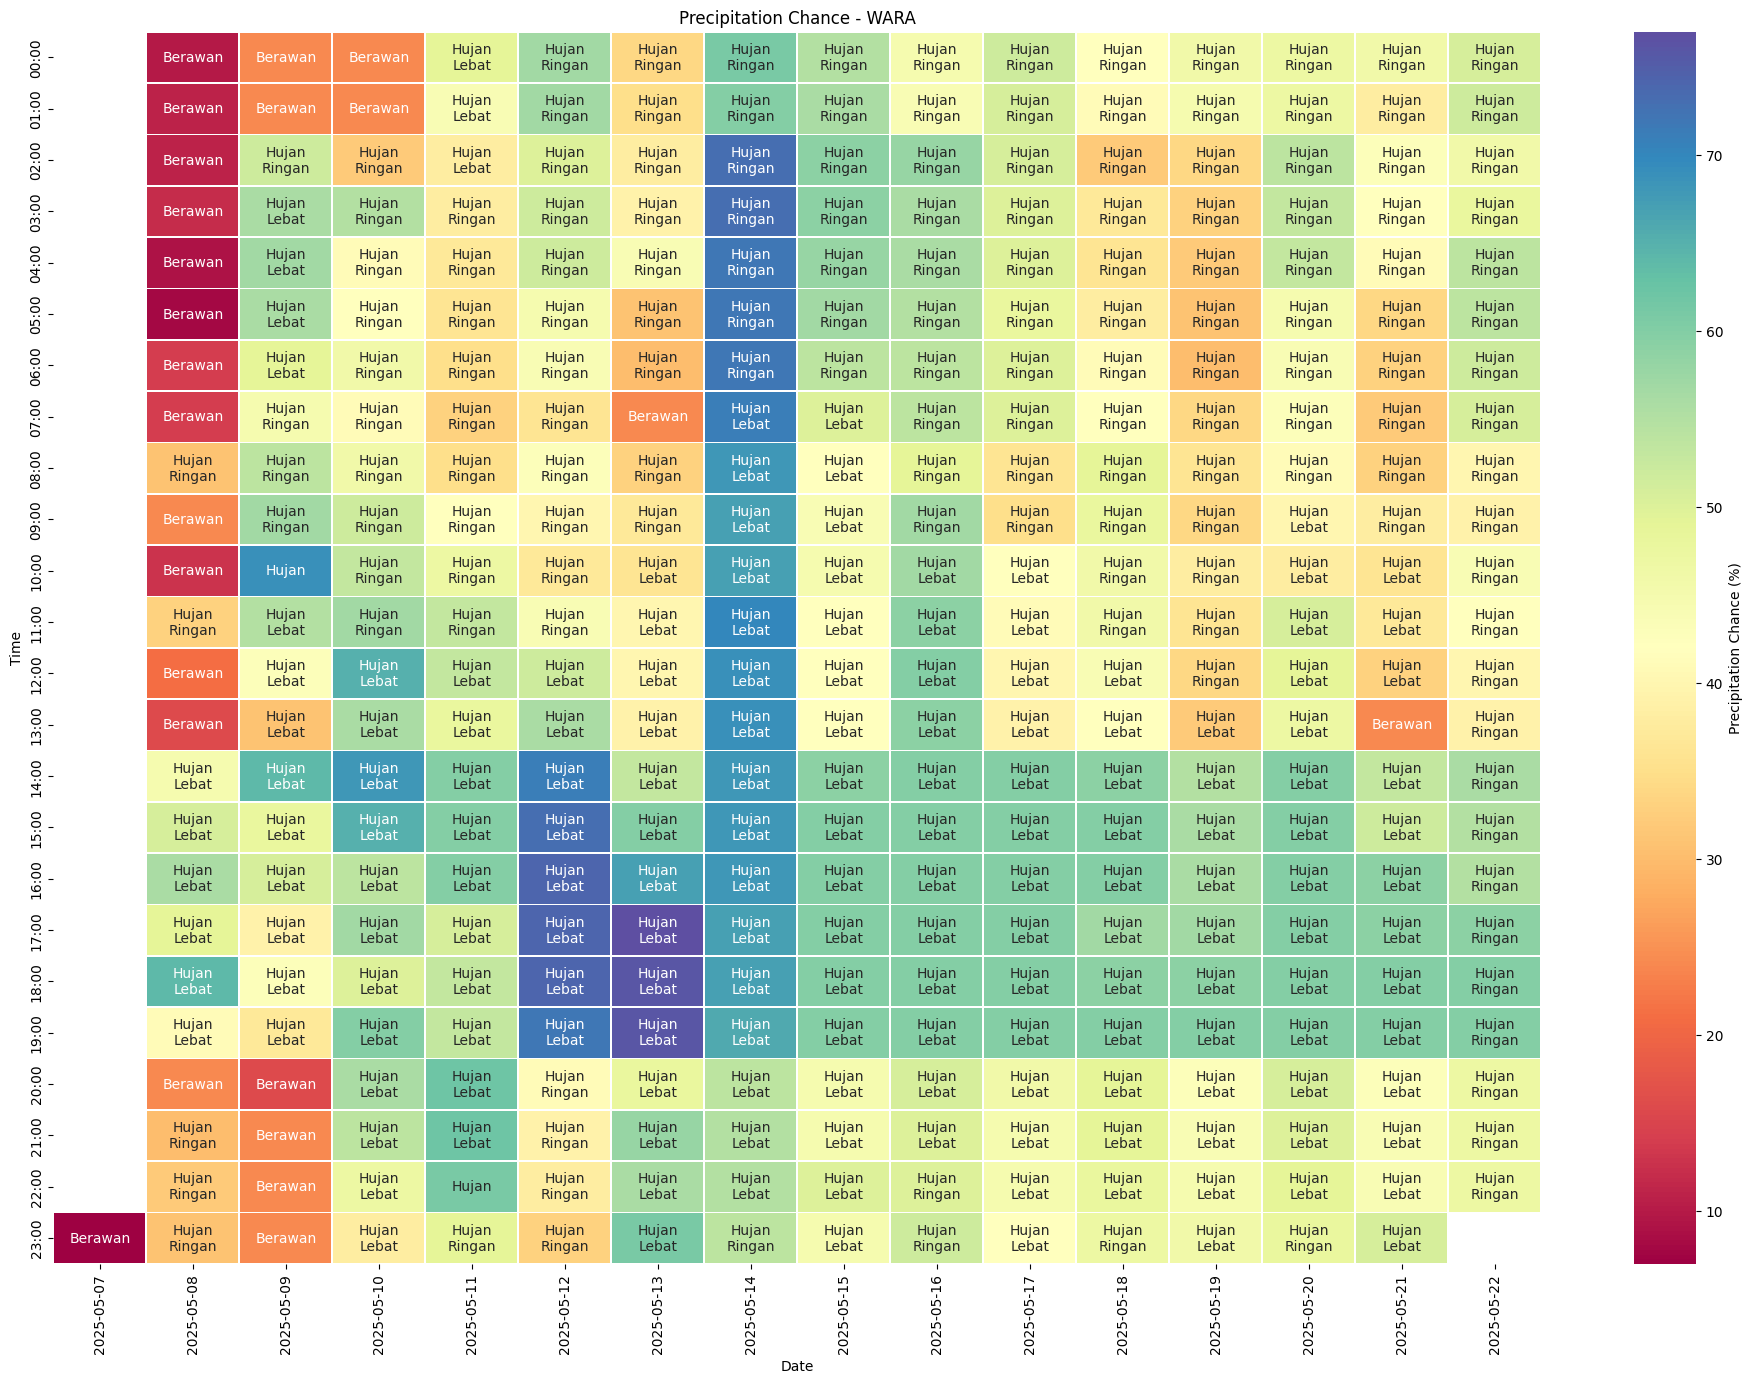 Precipitation Chance - WARA
00:00 Berawan Berawan Berawan Hujan Lebat Hujan Ringan Hujan Ringan Hujan Ringan Hujan Ringan Hujan Ringan Hujan Ringan Hujan Ringan Hujan Ringan Hujan Ringan Hujan Ringan Hujan Ringan
01:00 Berawan Berawan Berawan Hujan Lebat Hujan Ringan Hujan Ringan Hujan Ringan Hujan Ringan Hujan Ringan Hujan Ringan Hujan Ringan Hujan Ringan Hujan Ringan Hujan Ringan Hujan Ringan
02:00 Berawan Hujan Ringan Hujan Ringan Hujan Lebat Hujan Ringan Hujan Ringan Hujan Ringan Hujan Ringan Hujan Ringan Hujan Ringan Hujan Ringan Hujan Ringan Hujan Ringan Hujan Ringan Hujan Ringan
03:00 Berawan Hujan Lebat Hujan Ringan Hujan Ringan Hujan Ringan Hujan Ringan Hujan Ringan Hujan Ringan Hujan Ringan Hujan Ringan Hujan Ringan Hujan Ringan Hujan Ringan Hujan Ringan Hujan Ringan
04:00 Berawan Hujan Lebat Hujan Ringan Hujan Ringan Hujan Ringan Hujan Ringan Hujan Ringan Hujan Ringan Hujan Ringan Hujan Ringan Hujan Ringan Hujan Ringan Hujan Ringan Hujan Ringan Hujan Ringan
05:00 Berawan Hujan Lebat Hujan Ringan Hujan Ringan Hujan Ringan Hujan Ringan Hujan Ringan Hujan Ringan Hujan Ringan Hujan Ringan Hujan Ringan Hujan Ringan Hujan Ringan Hujan Ringan Hujan Ringan
06:00 Berawan Hujan Lebat Hujan Ringan Hujan Ringan Hujan Ringan Hujan Ringan Hujan Ringan Hujan Ringan Hujan Ringan Hujan Ringan Hujan Ringan Hujan Ringan Hujan Ringan Hujan Ringan Hujan Ringan
07:00 Berawan Hujan Ringan Hujan Ringan Hujan Ringan Hujan Ringan Berawan Hujan Lebat Hujan Lebat Hujan Ringan Hujan Ringan Hujan Ringan Hujan Ringan Hujan Ringan Hujan Ringan Hujan Ringan
08:00 Hujan Ringan Hujan Ringan Hujan Ringan Hujan Ringan Hujan Ringan Hujan Ringan Hujan Lebat Hujan Lebat Hujan Ringan Hujan Ringan Hujan Ringan Hujan Ringan Hujan Ringan Hujan Ringan Hujan Ringan
09:00 Berawan Hujan Ringan Hujan Ringan Hujan Ringan Hujan Ringan Hujan Ringan Hujan Lebat Hujan Lebat Hujan Ringan Hujan Ringan Hujan Ringan Hujan Ringan Hujan Lebat Hujan Ringan Hujan Ringan
10:00 Berawan Hujan Hujan Ringan Hujan Ringan Hujan Ringan Hujan Lebat Hujan Lebat Hujan Lebat Hujan Lebat Hujan Lebat Hujan Ringan Hujan Ringan Hujan Lebat Hujan Lebat Hujan Ringan
11:00 Hujan Ringan Hujan Lebat Hujan Ringan Hujan Ringan Hujan Ringan Hujan Lebat Hujan Lebat Hujan Lebat Hujan Lebat Hujan Lebat Hujan Ringan Hujan Ringan Hujan Lebat Hujan Lebat Hujan Ringan
12:00 Berawan Hujan Lebat Hujan Lebat Hujan Lebat Hujan Lebat Hujan Lebat Hujan Lebat Hujan Lebat Hujan Lebat Hujan Lebat Hujan Lebat Hujan Ringan Hujan Lebat Hujan Lebat Hujan Ringan
13:00 Berawan Hujan Lebat Hujan Lebat Hujan Lebat Hujan Lebat Hujan Lebat Hujan Lebat Hujan Lebat Hujan Lebat Hujan Lebat Hujan Lebat Hujan Lebat Hujan Lebat Berawan Hujan Ringan
14:00 Hujan Lebat Hujan Lebat Hujan Lebat Hujan Lebat Hujan Lebat Hujan Lebat Hujan Lebat Hujan Lebat Hujan Lebat Hujan Lebat Hujan Lebat Hujan Lebat Hujan Lebat Hujan Lebat Hujan Ringan
15:00 Hujan Lebat Hujan Lebat Hujan Lebat Hujan Lebat Hujan Lebat Hujan Lebat Hujan Lebat Hujan Lebat Hujan Lebat Hujan Lebat Hujan Lebat Hujan Lebat Hujan Lebat Hujan Lebat Hujan Ringan
16:00 Hujan Lebat Hujan Lebat Hujan Lebat Hujan Lebat Hujan Lebat Hujan Lebat Hujan Lebat Hujan Lebat Hujan Lebat Hujan Lebat Hujan Lebat Hujan Lebat Hujan Lebat Hujan Lebat Hujan Ringan
17:00 Hujan Lebat Hujan Lebat Hujan Lebat Hujan Lebat Hujan Lebat Hujan Lebat Hujan Lebat Hujan Lebat Hujan Lebat Hujan Lebat Hujan Lebat Hujan Lebat Hujan Lebat Hujan Lebat Hujan Ringan
18:00 Hujan Lebat Hujan Lebat Hujan Lebat Hujan Lebat Hujan Lebat Hujan Lebat Hujan Lebat Hujan Lebat Hujan Lebat Hujan Lebat Hujan Lebat Hujan Lebat Hujan Lebat Hujan Lebat Hujan Ringan
19:00 Hujan Lebat Hujan Lebat Hujan Lebat Hujan Lebat Hujan Lebat Hujan Lebat Hujan Lebat Hujan Lebat Hujan Lebat Hujan Lebat Hujan Lebat Hujan Lebat Hujan Lebat Hujan Lebat Hujan Ringan
20:00 Berawan Berawan Hujan Lebat Hujan Lebat Hujan Ringan Hujan Lebat Hujan Lebat Hujan Lebat Hujan Lebat Hujan Lebat Hujan Lebat Hujan Lebat Hujan Lebat Hujan Lebat Hujan Ringan
21:00 Hujan Ringan Berawan Hujan Lebat Hujan Lebat Hujan Ringan Hujan Lebat Hujan Lebat Hujan Lebat Hujan Lebat Hujan Lebat Hujan Lebat Hujan Lebat Hujan Lebat Hujan Lebat Hujan Ringan
22:00 Hujan Ringan Berawan Hujan Lebat Hujan Hujan Ringan Hujan Lebat Hujan Lebat Hujan Lebat Hujan Ringan Hujan Lebat Hujan Lebat Hujan Lebat Hujan Lebat Hujan Lebat Hujan Ringan
23:00 Berawan Hujan Ringan Berawan Hujan Lebat Hujan Ringan Hujan Ringan Hujan Lebat Hujan Ringan Hujan Lebat Hujan Ringan Hujan Lebat Hujan Ringan Hujan Lebat Hujan Ringan Hujan Lebat
Time
2025-05-07 2025-05-08 2025-05-09 2025-05-10 2025-05-11 2025-05-12 2025-05-13 2025-05-14 2025-05-15 2025-05-16 2025-05-17 2025-05-18 2025-05-19 2025-05-20 2025-05-21 2025-05-22
Date
70
60
50
40
30
20
10
Precipitation Chance (%)